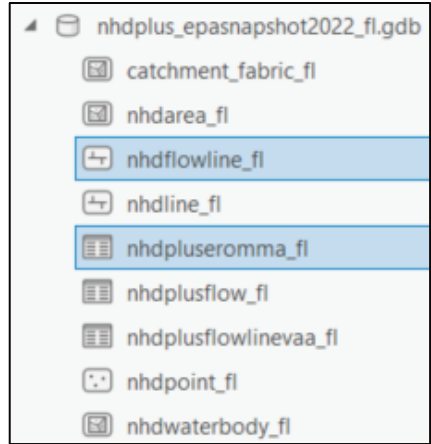 nhdplus_epasnapshot2022_fl.gdb
catchment_fabric_fl
nhdarea_fl
nhdflowline_fl
nhdline_fl
nhdpluseromma_fl
nhdplusflow_fl
nhdplusflowlinevaa_fl
nhdpoint_fl
nhdwaterbody_fl